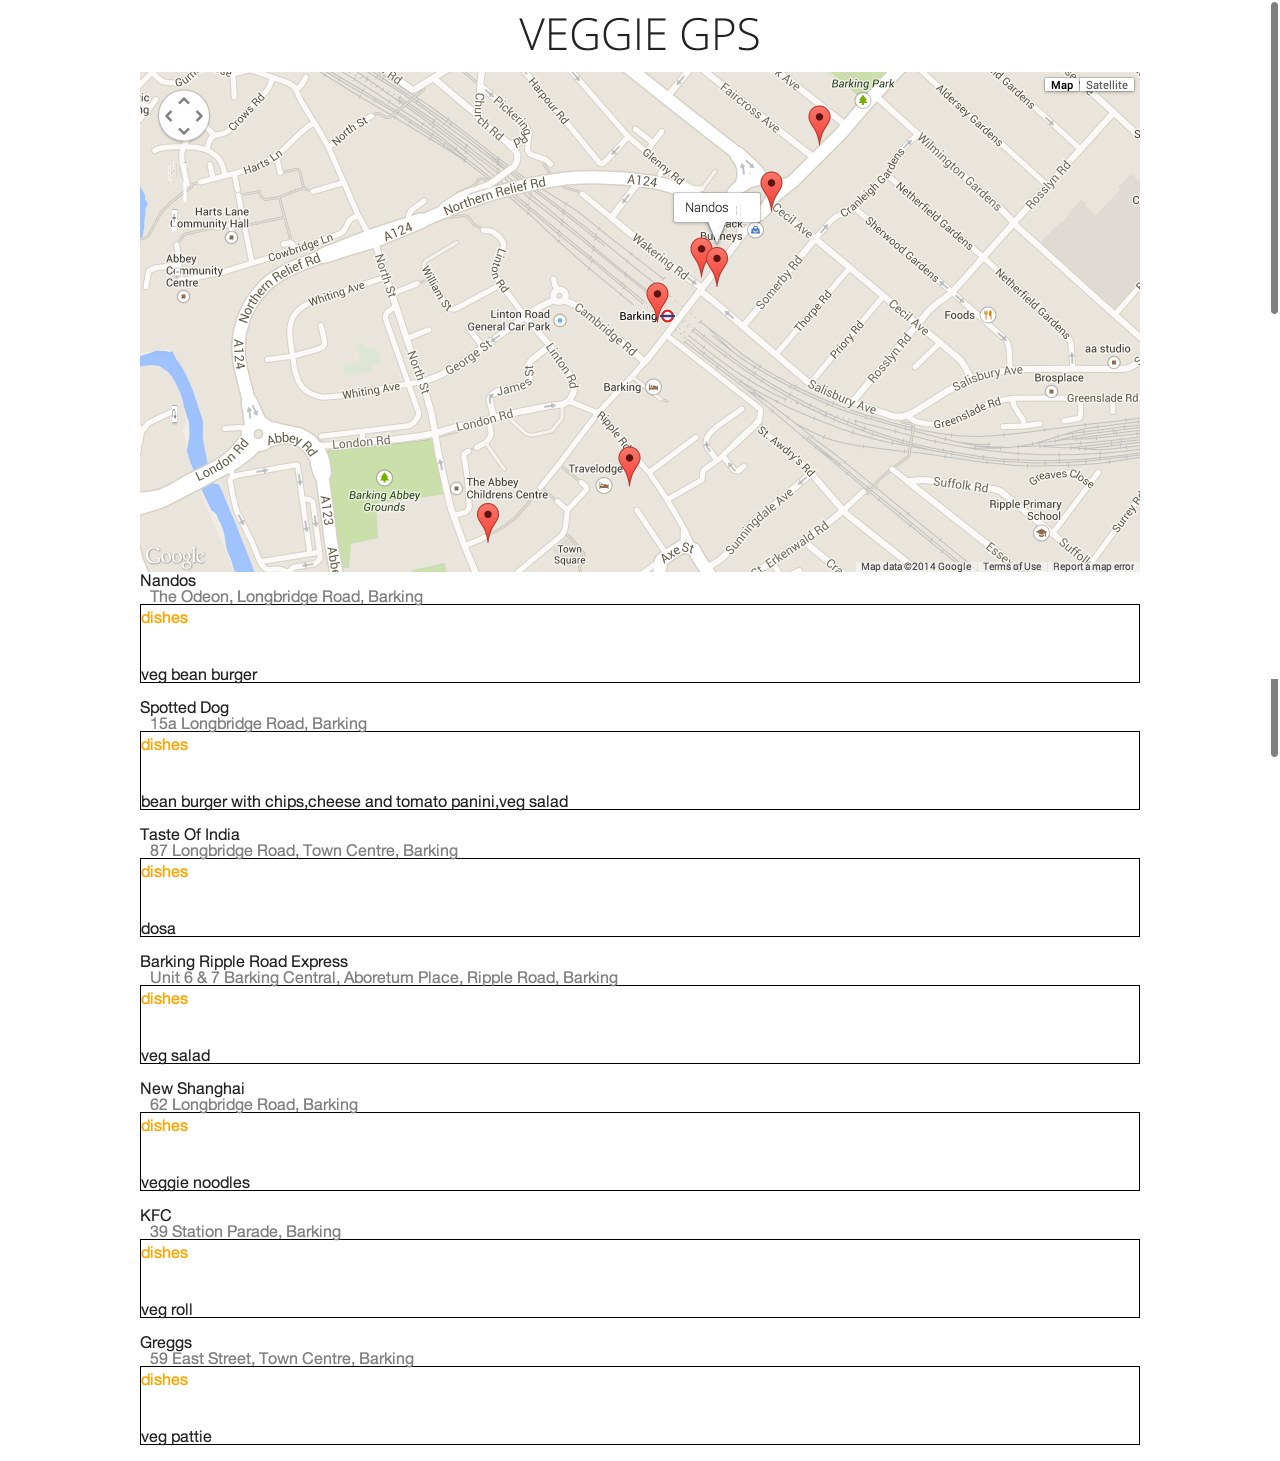 VEGGIE GPS
Barking Park
Map Satellite
Crows Rd
North St
Church Rd
Pickering Rd
Harbour Rd
Faircross Ave
Aldersey Gardens
Wilmington Gardens
Harts Ln
Glenny Rd
A124
Northern Relief Rd
Cranleigh Gardens
Netherfield Gardens
Rosslyn Rd
Harts Lane
Community Hall
A124
Nandos
Cecil Ave
Sherwood Gardens
Cowbridge Ln
Wakering Rd
Abbey
Community
Centre
Northern Relief Rd
North St
William St
Linton Rd
Somerby Rd
Netherfield Gardens
Whiting Ave
Linton Road
General Car Park
Cambridge Rd
Barking
Thorpe Rd
Priory Rd
Cecil Ave
Foods
A124
George St
Linton Rd
Rosslyn Rd
aa studio
North St
James St
Barking
Salisbury Ave
Salisbury Ave
Brosplace
Whiting Ave
Greenslade Rd
Greenslade Rd
London Rd
Ripple Rd
London Rd
Abbey Rd
London Rd
St. Awdry's Rd
Travelodge
The Abbey
Childrens Centre
Barking Abbey
Grounds
Suffolk Rd
Greaves Close
A123
Ripple Primary
School
Surrey Rd
Sunningdale Ave
St. Erkenwald Rd
Town
Square
Axe St
Google
Map data ©2014 Google Terms of Use Report a map error
Nandos
The Odeon, Longbridge Road, Barking
dishes
veg bean burger
Spotted Dog
15a Longbridge Road, Barking
dishes
bean burger with chips,cheese and tomato panini,veg salad
Taste Of India
87 Longbridge Road, Town Centre, Barking
dishes
dosa
Barking Ripple Road Express
Unit 6 & 7 Barking Central, Aboretum Place, Ripple Road, Barking
dishes
veg salad
New Shanghai
62 Longbridge Road, Barking
dishes
veggie noodles
KFC
39 Station Parade, Barking
dishes
veg roll
Greggs
59 East Street, Town Centre, Barking
dishes
veg pattie